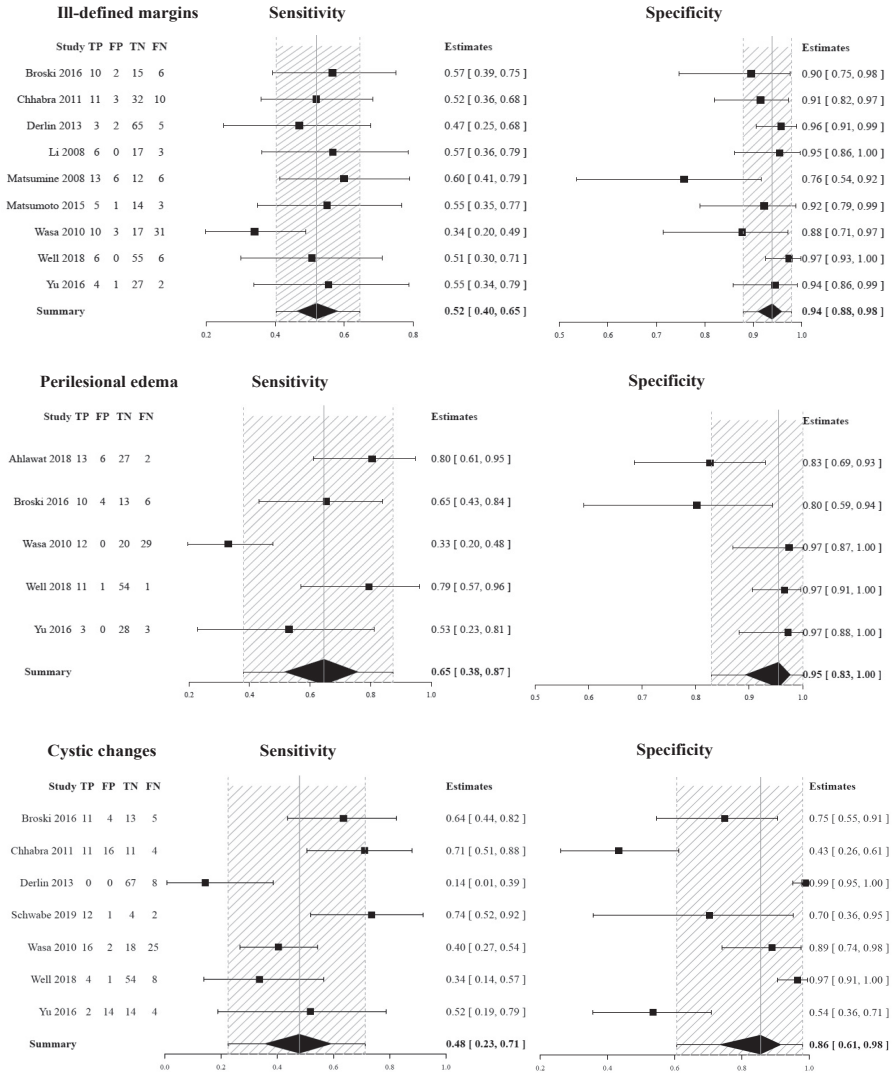 Ill-defined margins Sensitivity Specificity
Study TP FP TN FN Estimates Estimates
Broski 2016 10 2 15 6 0.57 [ 0.39, 0.75 ] 0.90 [ 0.75, 0.98 ]
Chhabra 2011 11 3 32 10 0.52 [ 0.36, 0.68 ] 0.91 [ 0.82, 0.97 ]
Derlin 2013 3 2 65 5 0.47 [ 0.25, 0.68 ] 0.96 [ 0.91, 0.99 ]
Li 2008 6 0 17 3 0.57 [ 0.36, 0.79 ] 0.95 [ 0.86, 1.00 ]
Matsumine 2008 13 6 12 6 0.60 [ 0.41, 0.79 ] 0.76 [ 0.54, 0.92 ]
Matsumoto 2015 5 1 14 3 0.55 [ 0.35, 0.77 ] 0.92 [ 0.79, 0.99 ]
Wasa 2010 10 3 17 31 0.34 [ 0.20, 0.49 ] 0.88 [ 0.71, 0.97 ]
Well 2018 6 0 55 6 0.51 [ 0.30, 0.71 ] 0.97 [ 0.93, 1.00 ]
Yu 2016 4 1 27 2 0.55 [ 0.34, 0.79 ] 0.94 [ 0.86, 0.99 ]
Summary 0.52 [ 0.40, 0.65 ] 0.94 [ 0.88, 0.98 ]
0.2 0.4 0.6 0.8 0.5 0.6 0.7 0.8 0.9 1.0
Perilesional edema Sensitivity Specificity
Study TP FP TN FN Estimates Estimates
Ahlawat 2018 13 6 27 2 0.80 [ 0.61, 0.95 ] 0.83 [ 0.69, 0.93 ]
Broski 2016 10 4 13 6 0.65 [ 0.43, 0.84 ] 0.80 [ 0.59, 0.94 ]
Wasa 2010 12 0 20 29 0.33 [ 0.20, 0.48 ] 0.97 [ 0.87, 1.00 ]
Well 2018 11 1 54 1 0.79 [ 0.57, 0.96 ] 0.97 [ 0.91, 1.00 ]
Yu 2016 3 0 28 3 0.53 [ 0.23, 0.81 ] 0.97 [ 0.88, 1.00 ]
Summary 0.65 [ 0.38, 0.87 ] 0.95 [ 0.83, 1.00 ]
0.2 0.4 0.6 0.8 1.0 0.5 0.6 0.7 0.8 0.9 1.0
Cystic changes Sensitivity Specificity
Study TP FP TN FN Estimates Estimates
Broski 2016 11 4 13 5 0.64 [ 0.44, 0.82 ] 0.75 [ 0.55, 0.91 ]
Chhabra 2011 11 16 11 4 0.71 [ 0.51, 0.88 ] 0.43 [ 0.26, 0.61 ]
Derlin 2013 0 0 67 8 0.14 [ 0.01, 0.39 ] 0.99 [ 0.95, 1.00 ]
Schwabe 2019 12 1 4 2 0.74 [ 0.52, 0.92 ] 0.70 [ 0.36, 0.95 ]
Wasa 2010 16 2 18 25 0.40 [ 0.27, 0.54 ] 0.89 [ 0.74, 0.98 ]
Well 2018 4 1 54 8 0.34 [ 0.14, 0.57 ] 0.97 [ 0.91, 1.00 ]
Yu 2016 2 14 14 4 0.52 [ 0.19, 0.79 ] 0.54 [ 0.36, 0.71 ]
Summary 0.48 [ 0.23, 0.71 ] 0.86 [ 0.61, 0.98 ]
0.0 0.2 0.4 0.6 0.8 1.0 0.2 0.4 0.6 0.8 1.0